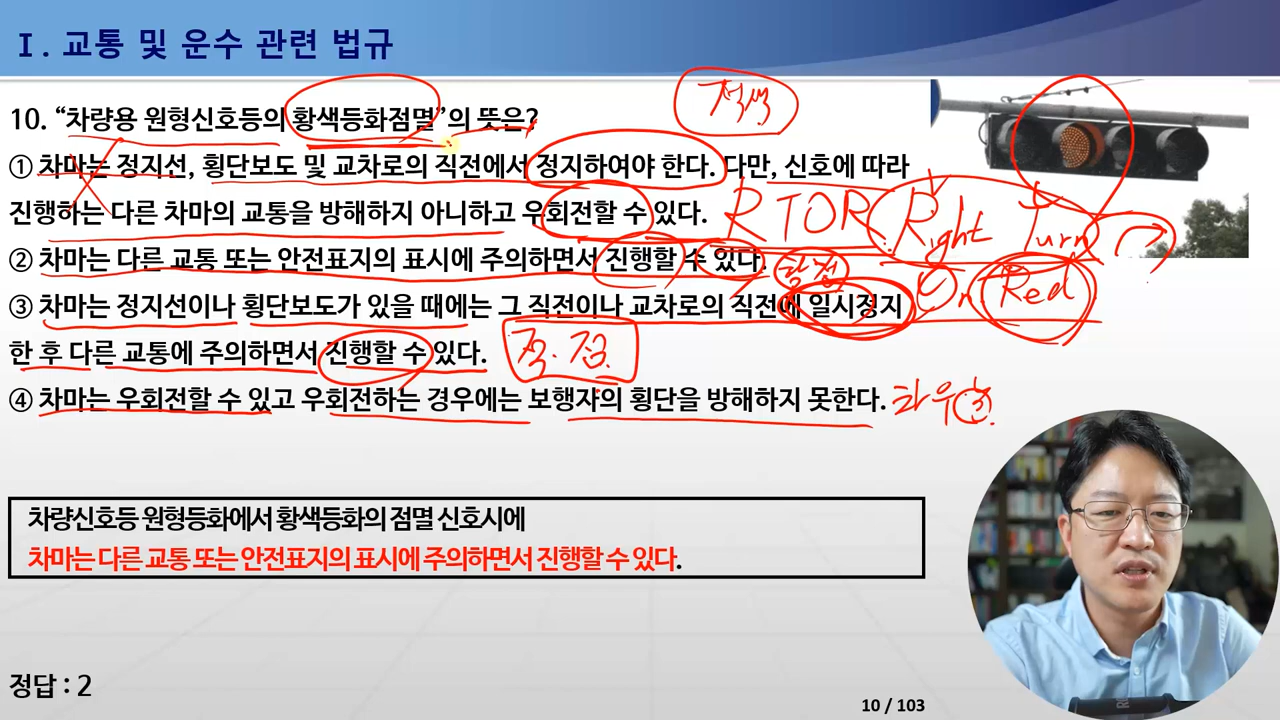 Ⅰ. 교통 및 운수 관련 법규
10. “차량용 원형신호등의 황색등화점멸”의 뜻은?
적색
① 차마는 정지선, 횡단보도 및 교차로의 직전에서 정지하여야 한다. 다만, 신호에 따라
진행하는 다른 차마의 교통을 방해하지 아니하고 우회전할 수 있다.
RTOR Right Turn
② 차마는 다른 교통 또는 안전표지의 표시에 주의하면서 진행할 수 있다.
황점
On Red
③ 차마는 정지선이나 횡단보도가 있을 때에는 그 직전이나 교차로의 직전에 일시정지
한 후 다른 교통에 주의하면서 진행할 수 있다.
적.점.
④ 차마는 우회전할 수 있고 우회전하는 경우에는 보행자의 횡단을 방해하지 못한다.
차량신호등 원형등화에서 황색등화의 점멸 신호시에
차마는 다른 교통 또는 안전표지의 표시에 주의하면서 진행할 수 있다.
정답 : 2
10 / 103